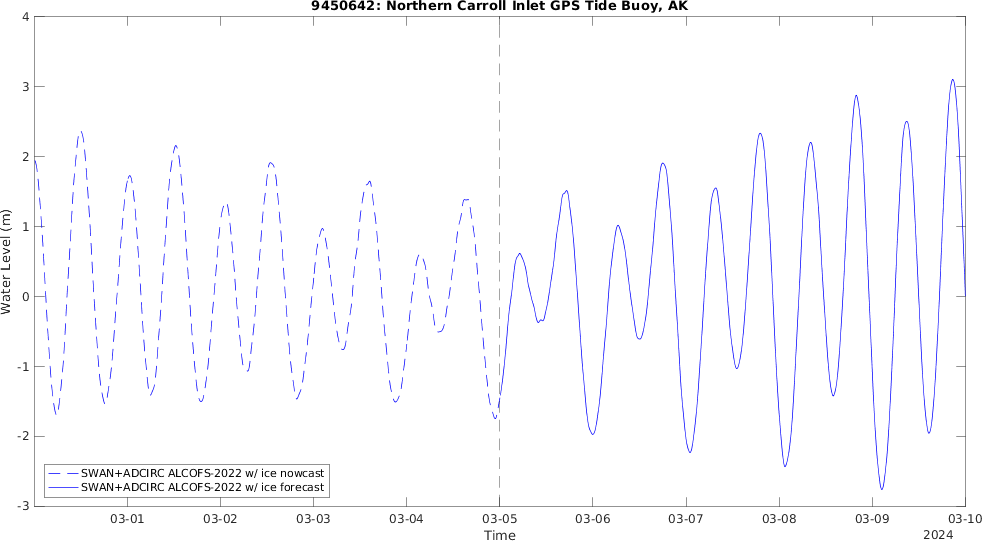 9450642: Northern Carroll Inlet GPS Tide Buoy, AK
4
3
2
1
0
-1
-2
-3
Water Level (m)
SWAN+ADCIRC ALCOFS-2022 w/ ice nowcast
SWAN+ADCIRC ALCOFS-2022 w/ ice forecast
03-01 03-02 03-03 03-04 03-05 03-06 03-07 03-08 03-09 03-10
Time
2024